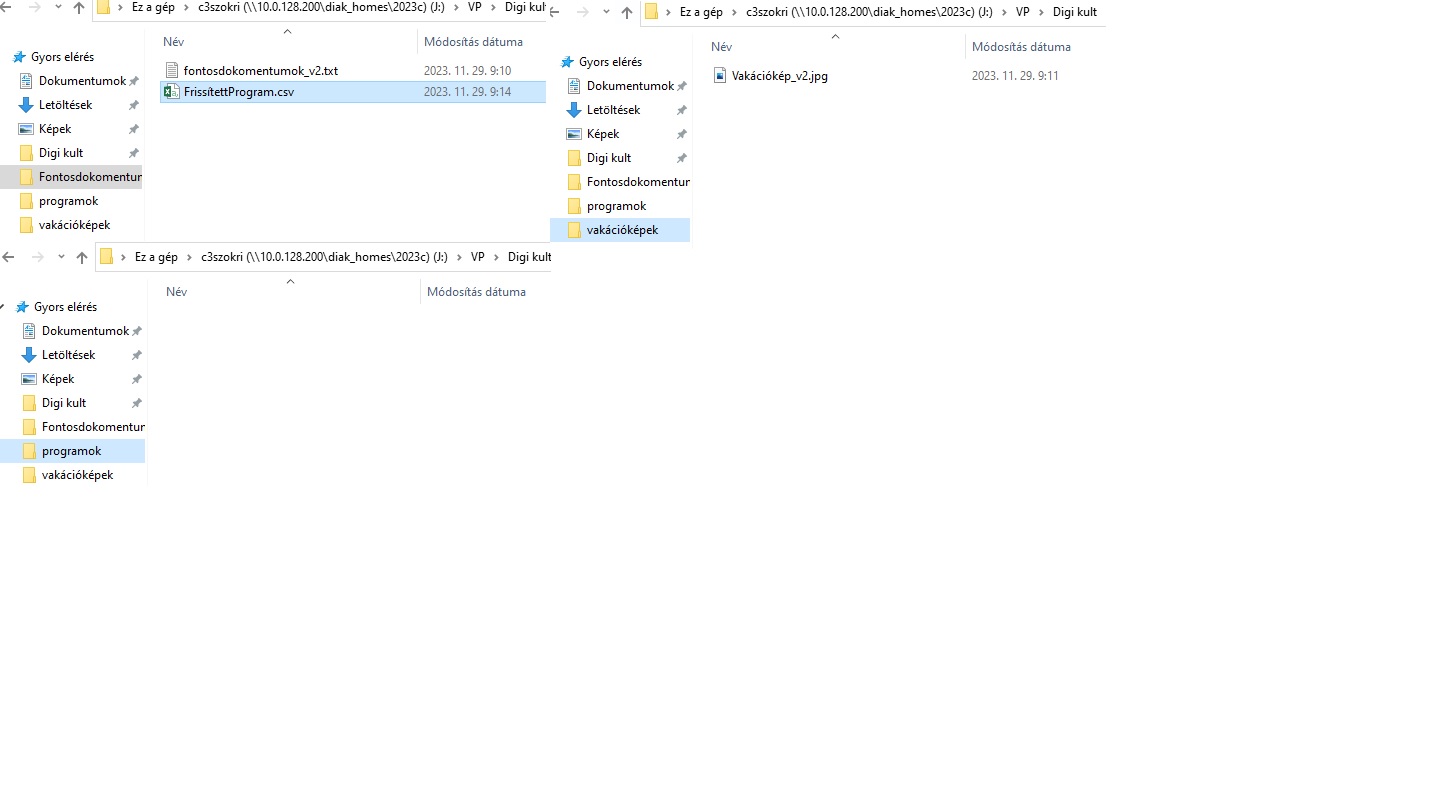 Ez a gép > c3szokri (\\10.0.128.200\diak_homes\2023c) (J:) > VP > Digi kult
Név Módosítás dátuma
Gyors elérés
Dokumentumok
Letöltések
Képek
Digi kult
Fontosdokomentur
programok
vakációképek
fontosdokomentumok_v2.txt 2023. 11. 29. 9:10
FrissítettProgram.csv 2023. 11. 29. 9:14
Ez a gép > c3szokri (\\10.0.128.200\diak_homes\2023c) (J:) > VP > Digi kult
Név Módosítás dátuma
Gyors elérés
Dokumentumok
Letöltések
Képek
Digi kult
Fontosdokomentur
programok
vakációképek
Vakációkép_v2.jpg 2023. 11. 29. 9:11
Ez a gép > c3szokri (\\10.0.128.200\diak_homes\2023c) (J:) > VP > Digi kult
Név Módosítás dátuma
Gyors elérés
Dokumentumok
Letöltések
Képek
Digi kult
Fontosdokomentur
programok
vakációképek